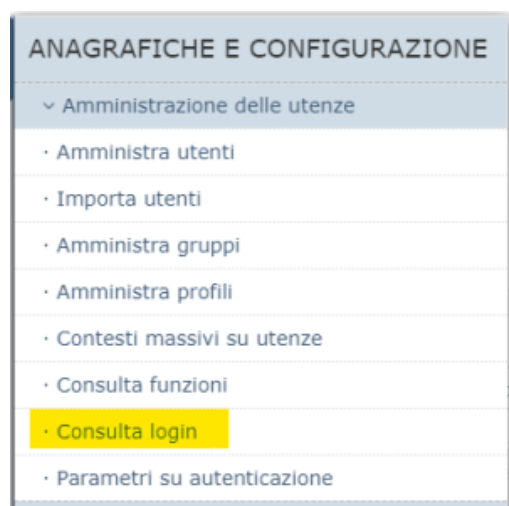 ANAGRAFICHE E CONFIGURAZIONE
Amministrazione delle utenze
· Amministra utenti
· Importa utenti
· Amministra gruppi
· Amministra profili
· Contesti massivi su utenze
· Consulta funzioni
· Consulta login
· Parametri su autenticazione